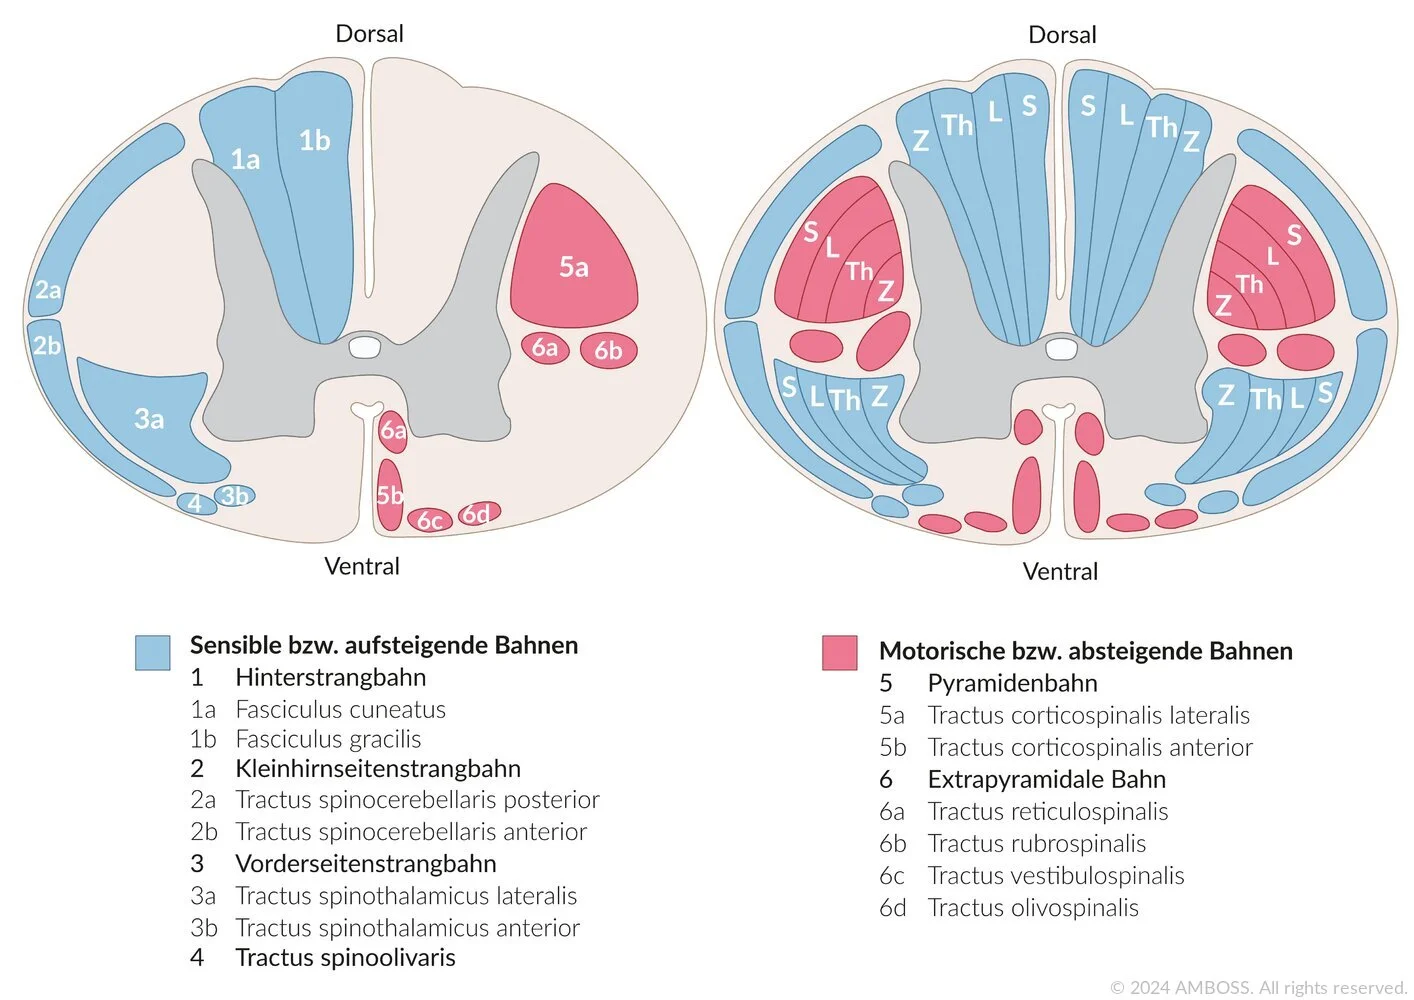 Dorsal
1a
1b
2a
2b
3a
4
3b
5a
6a
6b
6a
5b
6c
6d
Ventral
Dorsal
Z Th L S
S L Th Z
S L Th Z
S L Th Z
S L Th Z
Z Th L S
Ventral
Sensible bzw. aufsteigende Bahnen
1 Hinterstrangbahn
1a Fasciculus cuneatus
1b Fasciculus gracilis
2 Kleinhirnseitenstrangbahn
2a Tractus spinocerebellaris posterior
2b Tractus spinocerebellaris anterior
3 Vorderseitenstrangbahn
3a Tractus spinothalamicus lateralis
3b Tractus spinothalamicus anterior
4 Tractus spinoolivaris
Motorische bzw. absteigende Bahnen
5 Pyramidenbahn
5a Tractus corticospinalis lateralis
5b Tractus corticospinalis anterior
6 Extrapyramidale Bahn
6a Tractus reticulospinalis
6b Tractus rubrospinalis
6c Tractus vestibulospinalis
6d Tractus olivospinalis
© 2024 AMBOSS. All rights reserved.